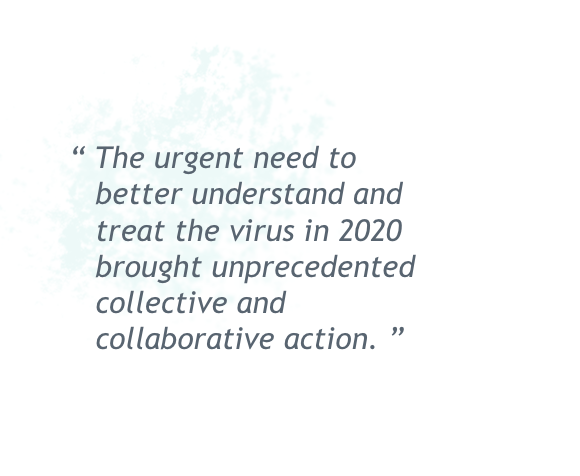 “ The urgent need to
better understand and
treat the virus in 2020
brought unprecedented
collective and
collaborative action. ”